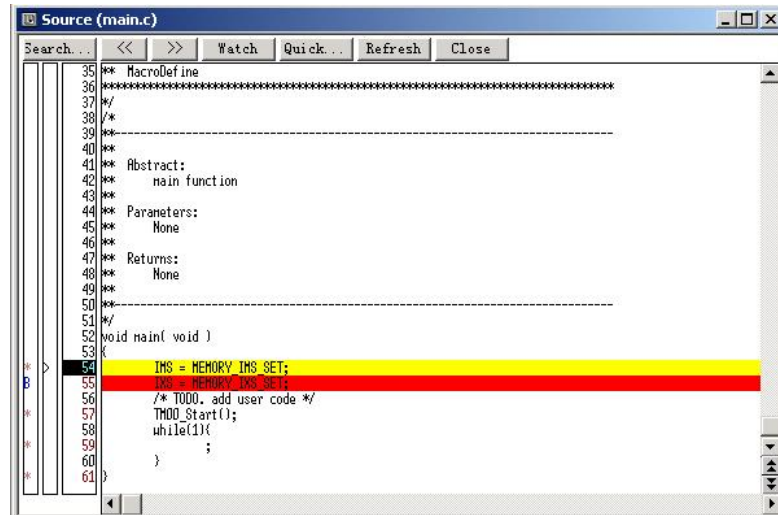 Source (main.c)
Search... << >> Watch Quick... Refresh Close
35 ** MacroDefine
36 *******************************************************************************
37 */
38 /*
39 **-----------------------------------------------------------------------------
40 **
41 ** Abstract:
42 ** main function
43 **
44 ** Parameters:
45 ** None
46 **
47 ** Returns:
48 ** None
49 **
50 **-----------------------------------------------------------------------------
51 */
52 void main( void )
53 {
* > 54 IMS = MEMORY_IMS_SET;
B 55 IXS = MEMORY_IXS_SET;
56 /* TODO. add user code */
* 57 TM00_Start();
58 while(1){
* 59 ;
60 }
* 61 }